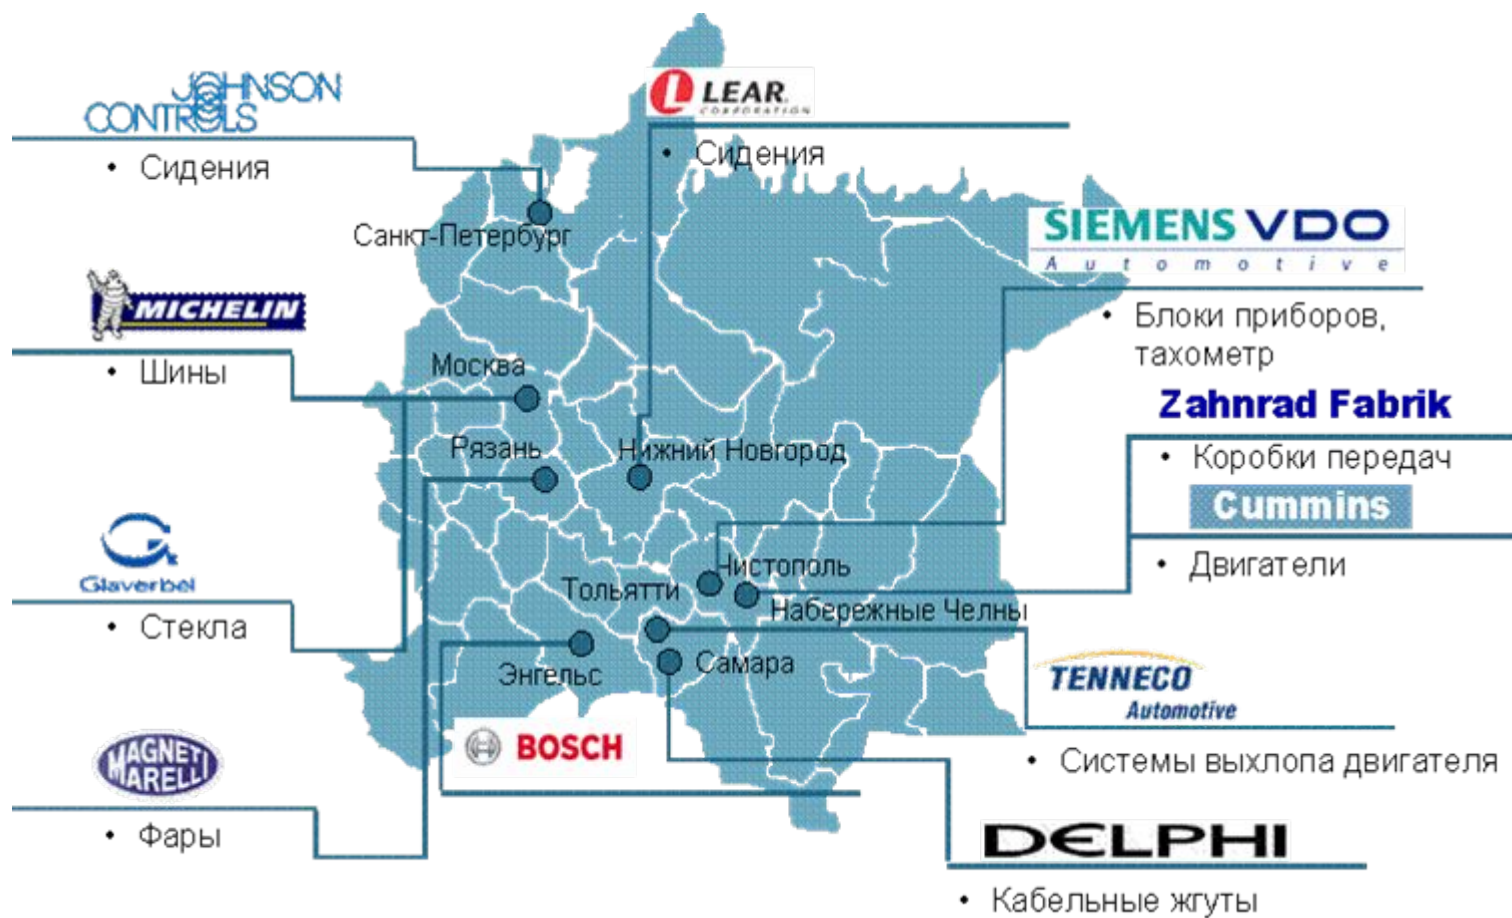 JOHNSON
CONTROLS
• Сидения
LEAR.
CORPORATION
• Сидения
Санкт-Петербург
SIEMENS VDO
Automotive
• Блоки приборов,
тахометр
MICHELIN
• Шины
Москва
Zahnrad Fabrik
• Коробки передач
Рязань
Нижний Новгород
Cummins
• Двигатели
Glaverbel
• Стекла
Чистополь
Тольятти
Набережные Челны
Энгельс
Самара
TENNECO
Automotive
• Системы выхлопа двигателя
BOSCH
MAGNETI
MARELLI
• Фары
DELPHI
• Кабельные жгуты